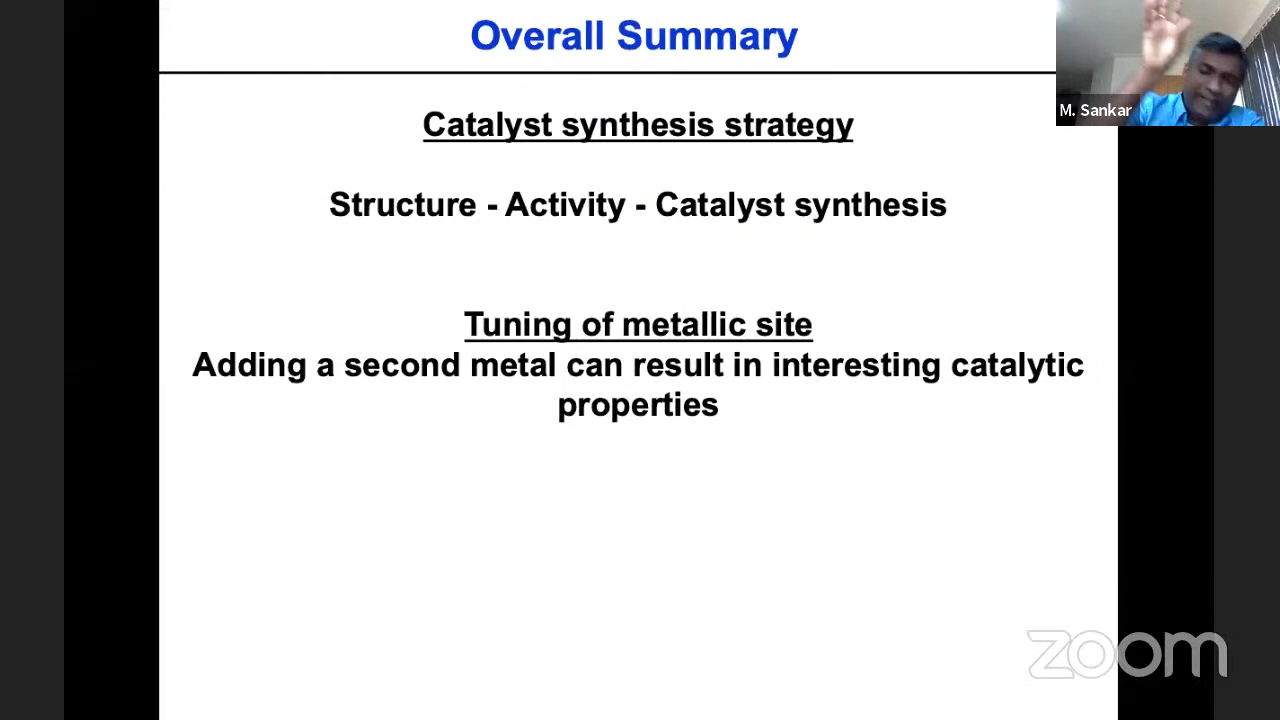 Overall Summary
M. Sankar
Catalyst synthesis strategy
Structure - Activity - Catalyst synthesis
Tuning of metallic site
Adding a second metal can result in interesting catalytic
properties
zoom